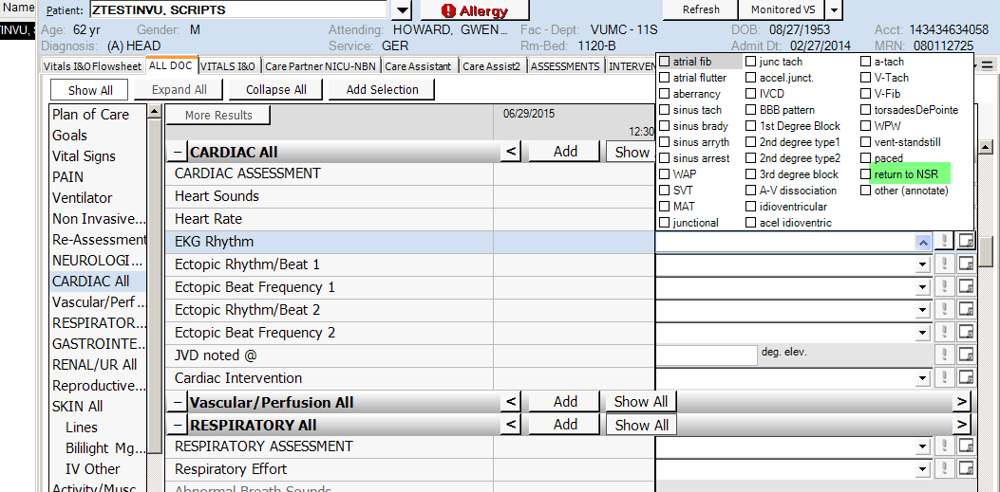 Name
TINVU, S
Patient: ZTESTINVU, SCRIPTS
Allergy
Refresh
Monitored VS
Age: 62 yr Gender: M Attending: HOWARD, GWEN... Fac - Dept: VUMC - 11S DOB: 08/27/1953 Acct: 143434634058
Diagnosis: (A) HEAD Service: GER Rm-Bed: 1120-B Admit Dt: 02/27/2014 MRN: 080112725
Vitals I&O Flowsheet ALL DOC VITALS I&O Care Partner NICU-NBN Care Assistant Care Assist2 ASSESSMENTS INTERVEN
Show All Expand All Collapse All Add Selection
Plan of Care
Goals
Vital Signs
PAIN
Ventilator
Non Invasive...
Re-Assessment
NEUROLOGI...
CARDIAC All
Vascular/Perf ...
RESPIRATOR...
GASTROINTE...
RENAL/UR All
Reproductive...
SKIN All
Lines
Bililight Mg...
IV Other
Activity/Musc
More Results
06/29/2015
12:30
− CARDIAC All < Add Show
CARDIAC ASSESSMENT
Heart Sounds
Heart Rate
EKG Rhythm
Ectopic Rhythm/Beat 1
Ectopic Beat Frequency 1
Ectopic Rhythm/Beat 2
Ectopic Beat Frequency 2
JVD noted @ deg. elev.
Cardiac Intervention
− Vascular/Perfusion All < Add Show All >
− RESPIRATORY All < Add Show All >
RESPIRATORY ASSESSMENT
Respiratory Effort
Abnormal Breath Sounds
atrial fib
atrial flutter
aberrancy
sinus tach
sinus brady
sinus arryth
sinus arrest
WAP
SVT
MAT
junctional
junc tach
accel.junct.
IVCD
BBB pattern
1st Degree Block
2nd degree type1
2nd degree type2
3rd degree block
A-V dissociation
idioventricular
acel idioventric
a-tach
V-Tach
V-Fib
torsadesDePointe
WPW
vent-standstill
paced
return to NSR
other (annotate)